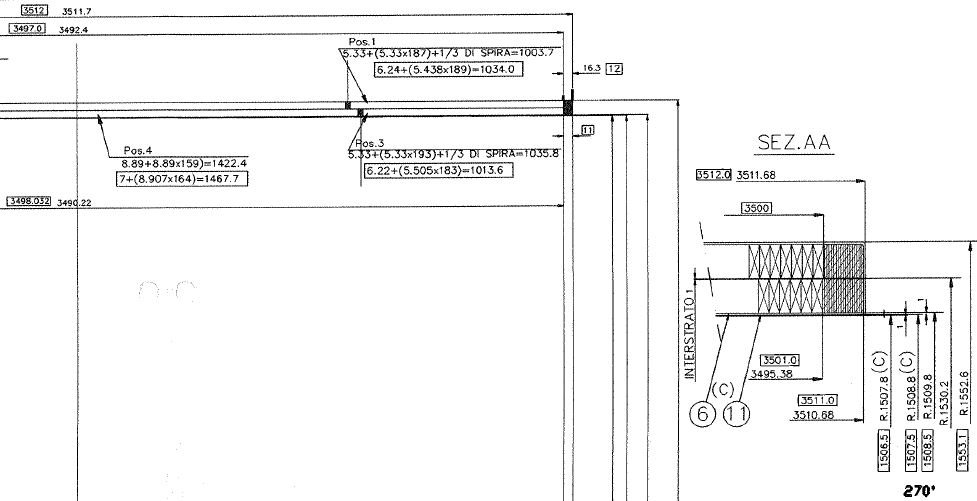 3512 3511.7
3497.0 3492.4
Pos.1
5.33+(5.33x187)+1/3 DI SPIRA=1003.7
6.24+(5.438x189)=1034.0
16.3 12
11
Pos.4
8.89+8.89x159)=1422.4
7+(8.907x164)=1467.7
Pos.3
5.33+(5.33x193)+1/3 DI SPIRA=1035.8
6.22+(5.505x183)=1013.6
3498.032 3490.22
SEZ.AA
3512.0 3511.68
3500
INTERSTRATO 1
3501.0
3495.38
(C)
6 11
3511.0
3510.68
1
1
1506.5 R.1507.8 (C)
1507.5 R.1508.8 (C)
1508.5 R.1509.8
R.1530.2
1553.1 R.1552.6
270°